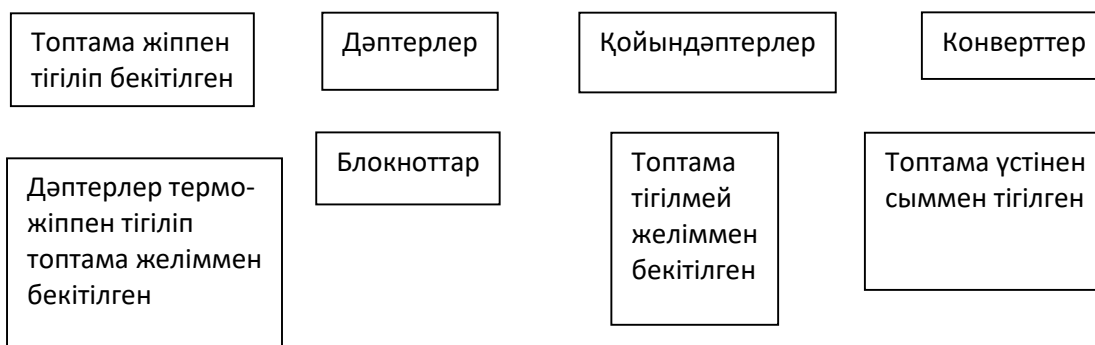 Топтама жіппен
тігіліп бекітілген
Дәптерлер
Қойындәптерлер
Конверттер
Дәптерлер термо-
жіппен тігіліп
топтама желіммен
бекітілген
Блокноттар
Топтама
тігілмей
желіммен
бекітілген
Топтама үстінен
сыммен тігілген